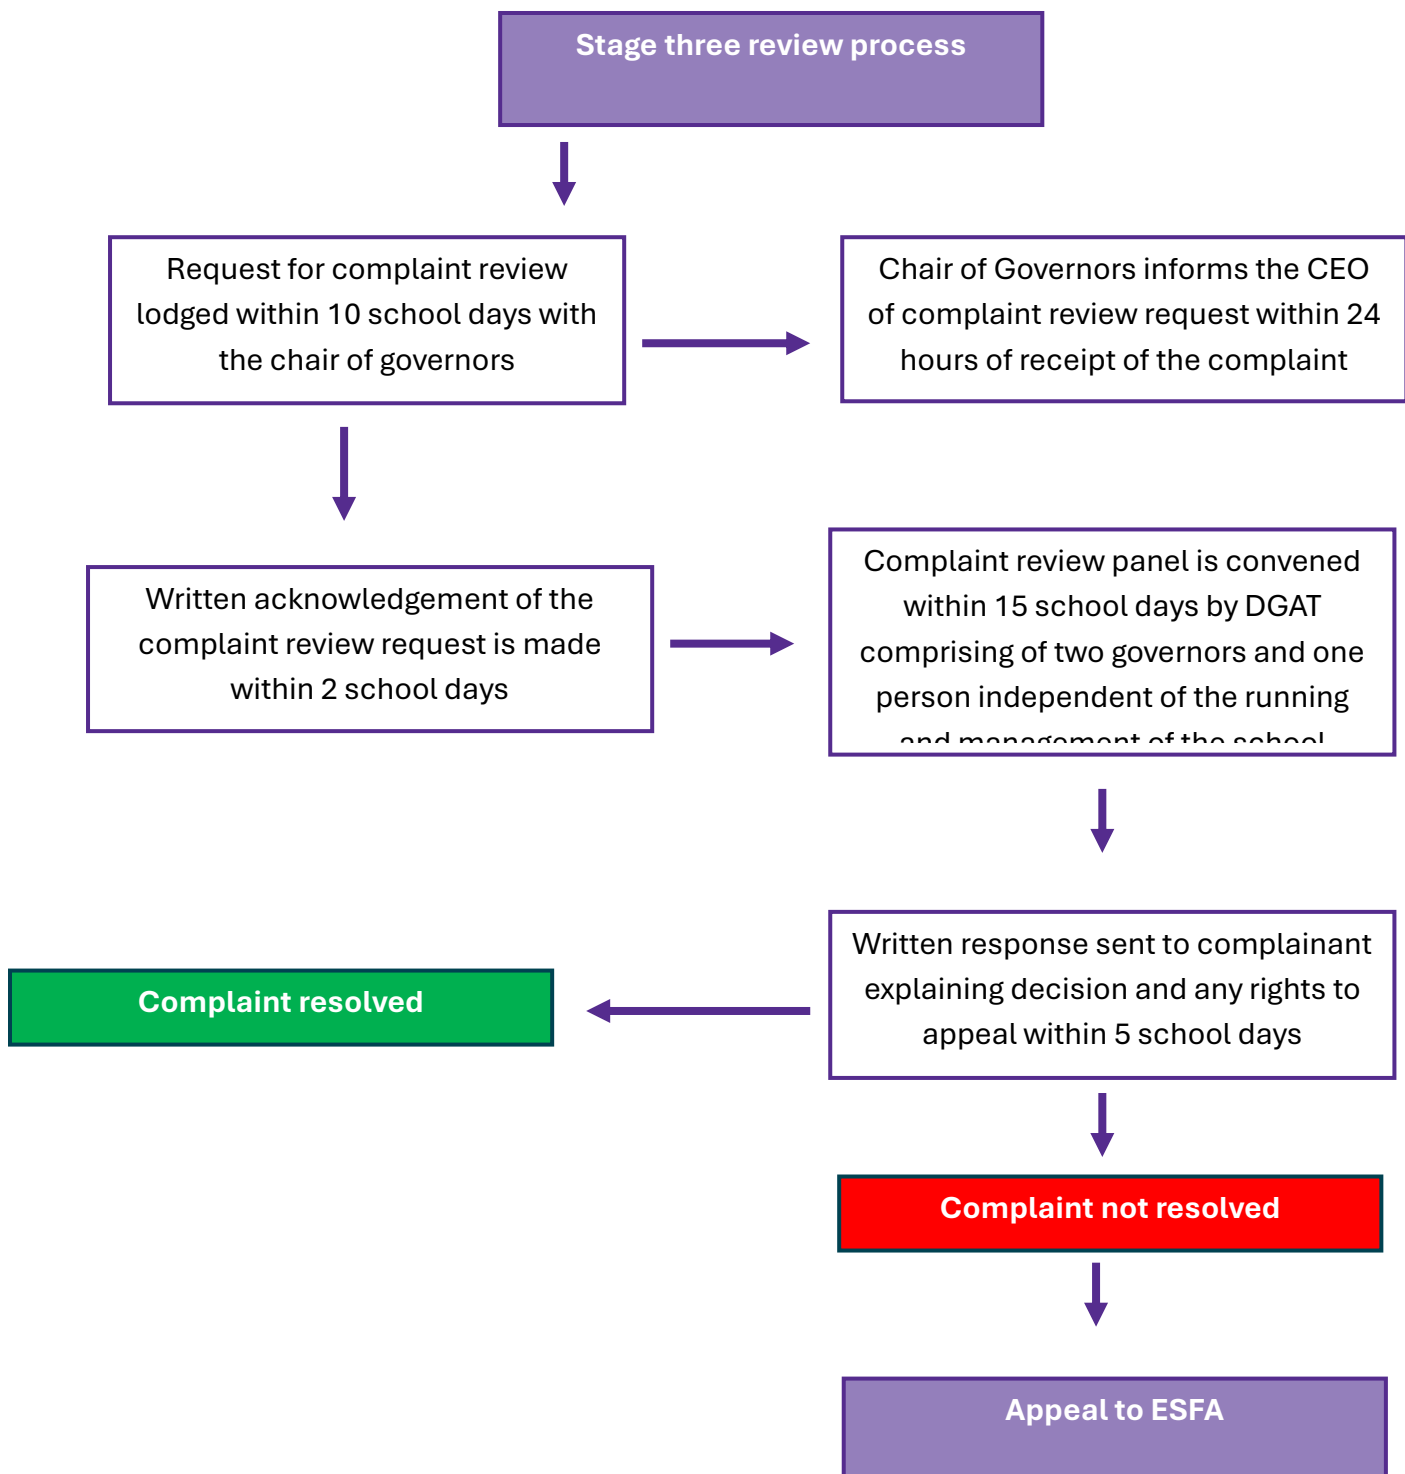 Stage three review process
Request for complaint review
lodged within 10 school days with
the chair of governors
Chair of Governors informs the CEO
of complaint review request within 24
hours of receipt of the complaint
Written acknowledgement of the
complaint review request is made
within 2 school days
Complaint review panel is convened
within 15 school days by DGAT
comprising of two governors and one
person independent of the running
and management of the school
Written response sent to complainant
explaining decision and any rights to
appeal within 5 school days
Complaint resolved
Complaint not resolved
Appeal to ESFA